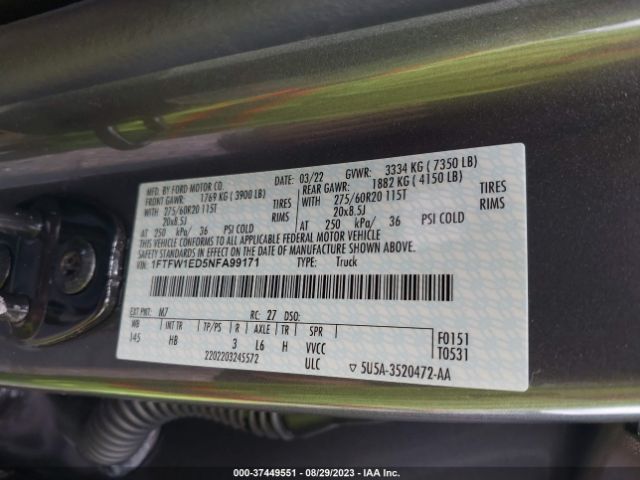 MFD. BY FORD MOTOR CO.
03/22 GVWR: 3334 KG ( 7350 LB)
FRONT GAWR: 1769 KG ( 3900 LB)
REAR GAWR: 1882 KG ( 4150 LB)
WITH 275/60R20 115T TIRES
WITH 275/60R20 115T TIRES
20x8.5J RIMS
20x8.5J RIMS
AT 250 kPa/ 36 PSI COLD
AT 250 kPa/ 36 PSI COLD
THIS VEHICLE CONFORMS TO ALL APPLICABLE FEDERAL MOTOR VEHICLE
SAFETY STANDARDS IN EFFECT ON THE DATE OF MANUFACTURE SHOWN ABOVE.
VIN: 1FTFW1ED5NFA99171 TYPE: Truck
EXT PNT: M7 RC: 27 DSO:
WB INT TR TP/PS R AXLE TR SPR
145 HB 3 L6 H VVCC
F0151
T0531
2202203245572 ULC
5U5A-3520472-AA
© 37449551 - 08/29/2023 - IAA Inc.